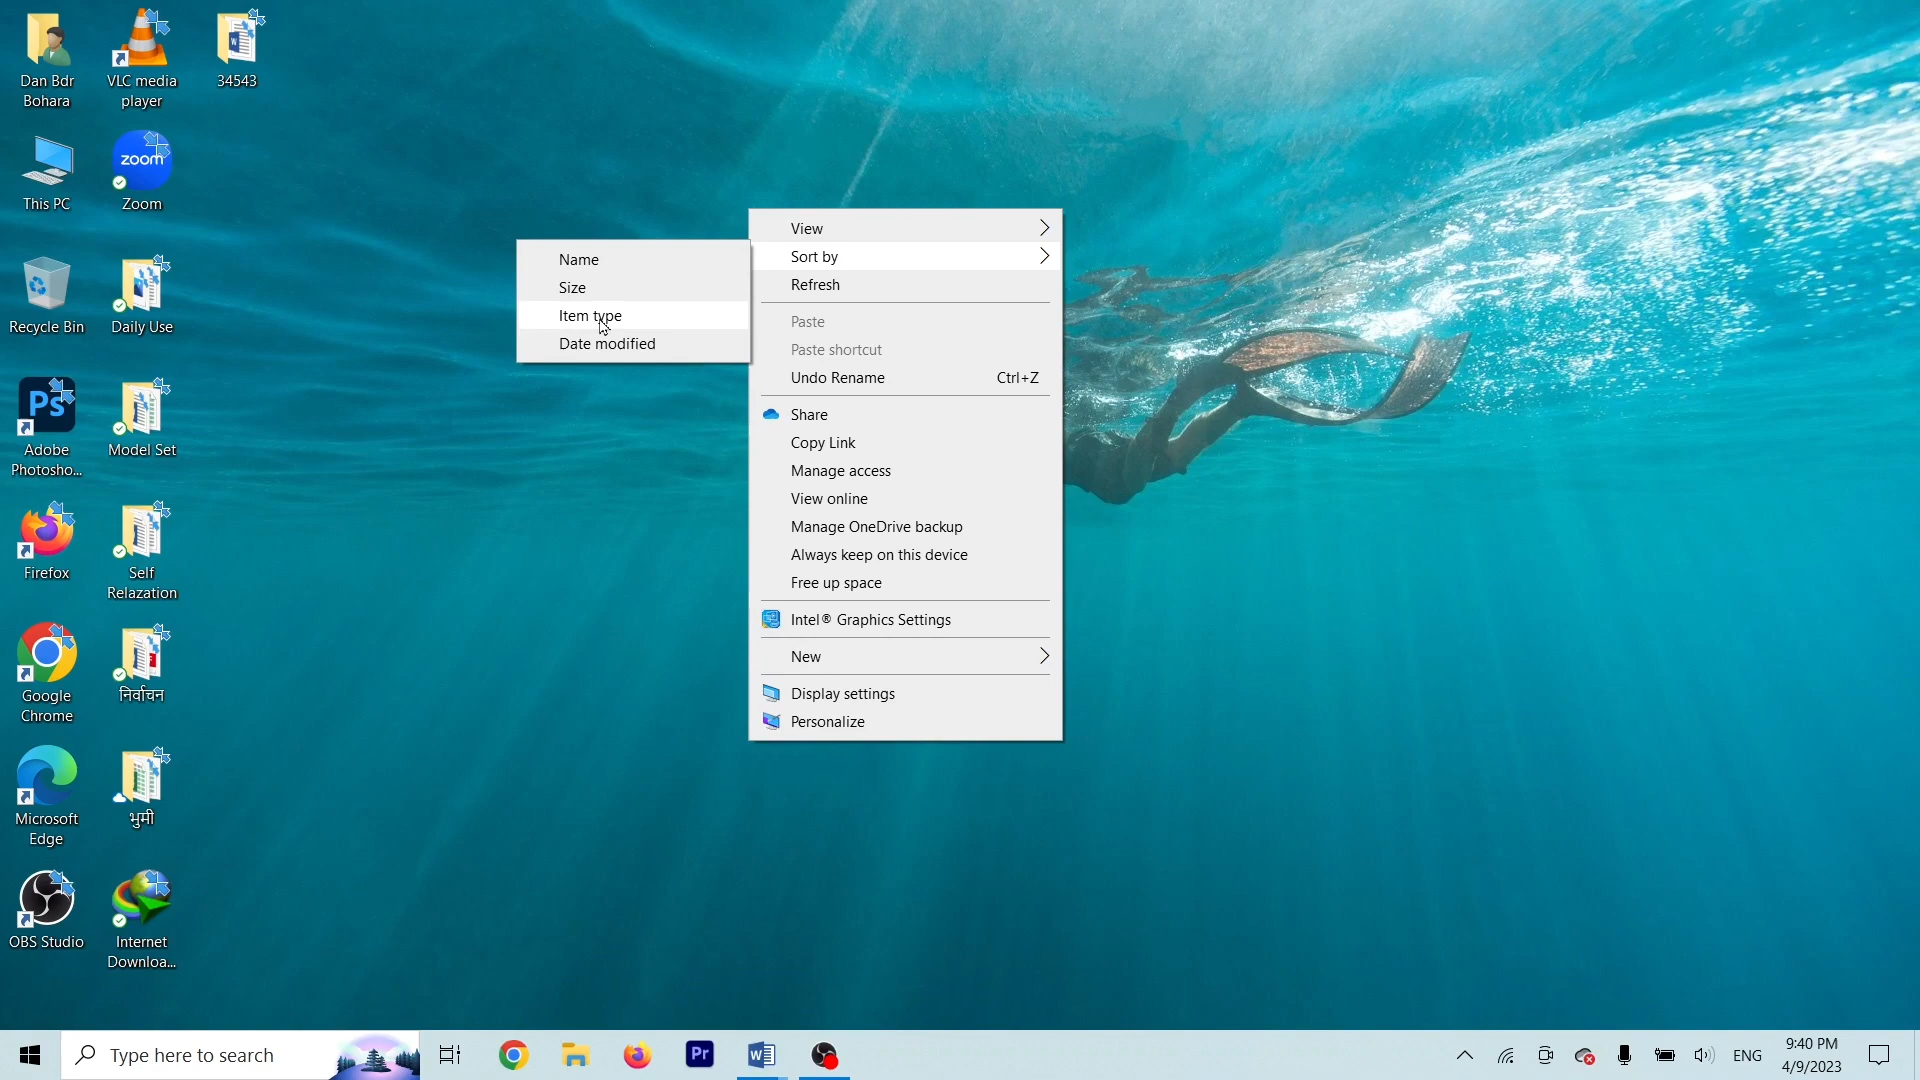 Dan Bdr
Bohara
VLC media
player
34543
This PC
zoom
Zoom
Recycle Bin
Daily Use
Ps
Adobe
Photosho...
Model Set
Firefox
Self
Relazation
Google
Chrome
निर्वाचन
Microsoft
Edge
भुमी
OBS Studio
Internet
Downloa...
Name
Size
Item type
Date modified
View
Sort by
Refresh
Paste
Paste shortcut
Undo Rename Ctrl+Z
Share
Copy Link
Manage access
View online
Manage OneDrive backup
Always keep on this device
Free up space
Intel® Graphics Settings
New
Display settings
Personalize
Type here to search
Pr
W
ENG
9:40 PM
4/9/2023